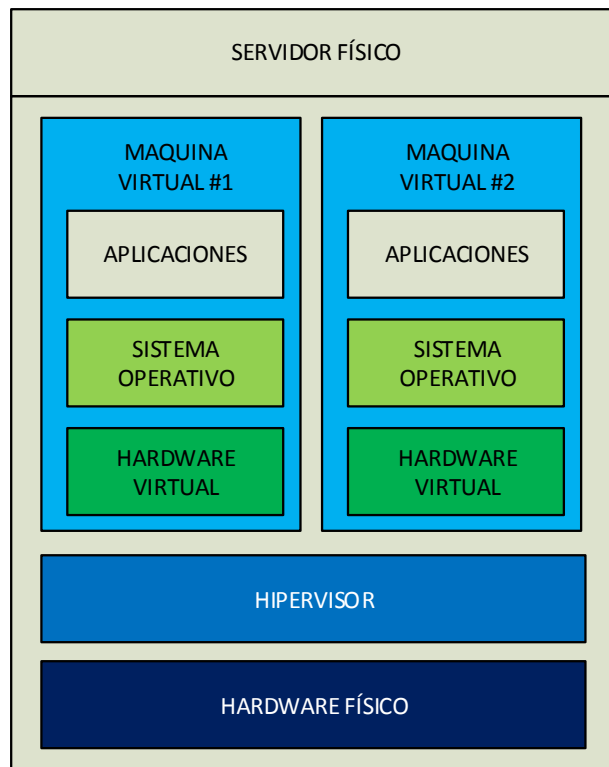 SERVIDOR FÍSICO
MAQUINA
VIRTUAL #1
APLICACIONES
SISTEMA
OPERATIVO
HARDWARE
VIRTUAL
MAQUINA
VIRTUAL #2
APLICACIONES
SISTEMA
OPERATIVO
HARDWARE
VIRTUAL
HIPERVISOR
HARDWARE FÍSICO